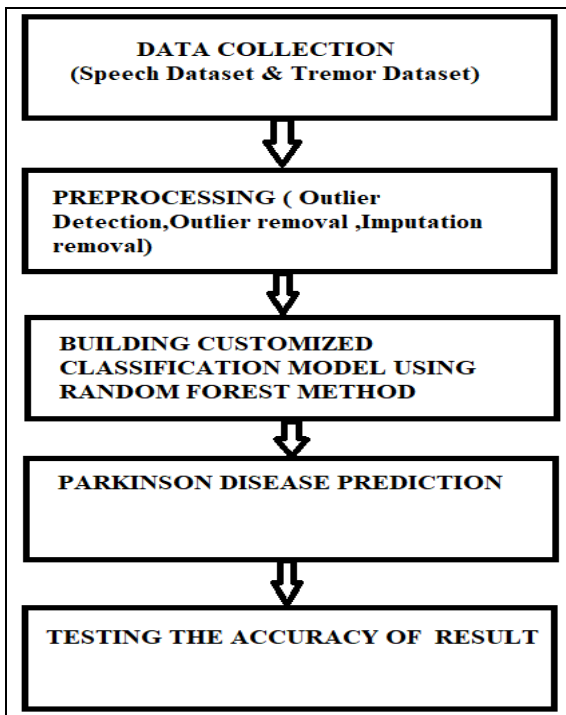 DATA COLLECTION
(Speech Dataset & Tremor Dataset)
PREPROCESSING ( Outlier
Detection,Outlier removal ,Imputation
removal)
BUILDING CUSTOMIZED
CLASSIFICATION MODEL USING
RANDOM FOREST METHOD
PARKINSON DISEASE PREDICTION
TESTING THE ACCURACY OF RESULT